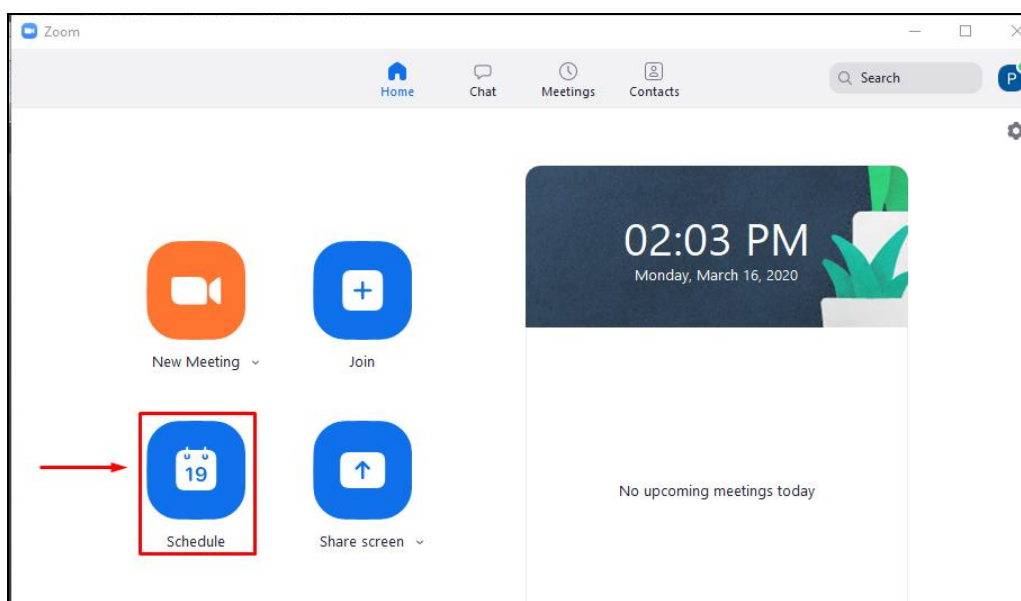 Zoom
Home
Chat
Meetings
Contacts
Search
P
02:03 PM
Monday, March 16, 2020
New Meeting
Join
19
Schedule
Share screen
No upcoming meetings today